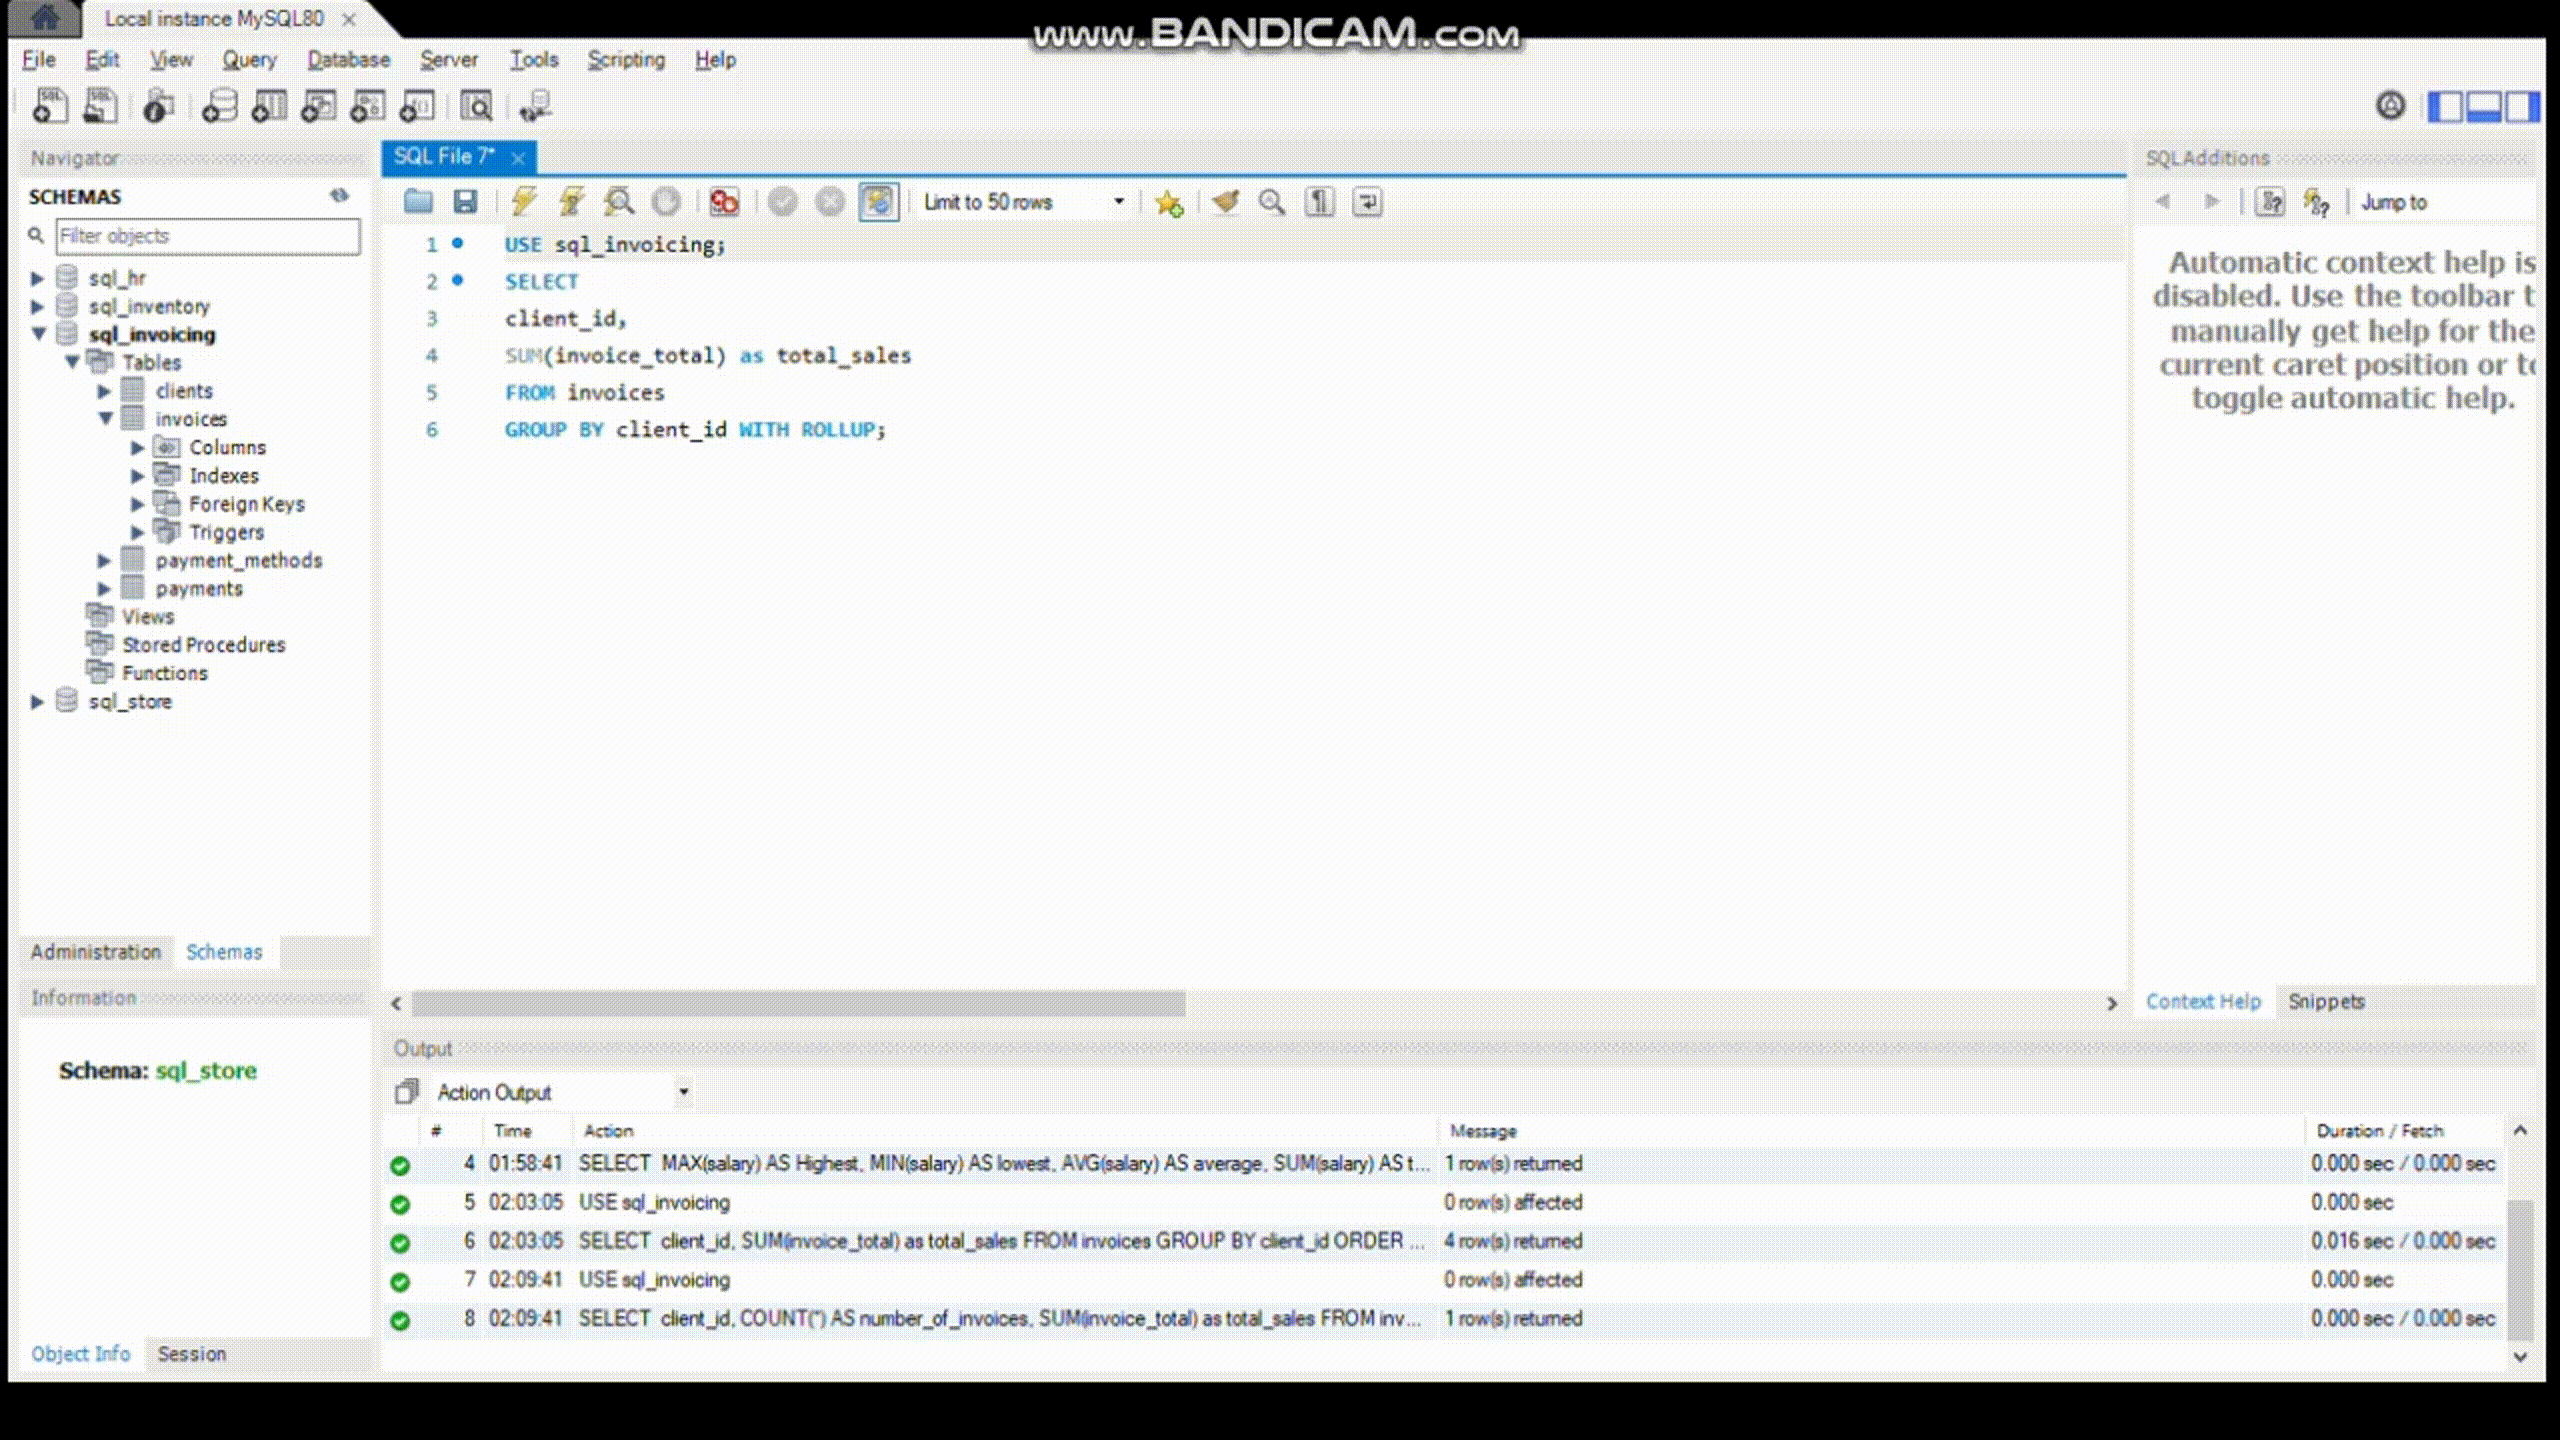 Local instance MySQL80
www.BANDICAM.com
File Edit View Query Database Server Tools Scripting Help
Navigator
SCHEMAS
Filter objects
sql_hr
sql_inventory
sql_invoicing
Tables
clients
invoices
Columns
Indexes
Foreign Keys
Triggers
payment_methods
payments
Views
Stored Procedures
Functions
sql_store
Administration Schemas
Information
Schema: sql_store
Object Info Session
SQL File 7*
Limit to 50 rows
1 USE sql_invoicing;
2 SELECT
3 client_id,
4 SUM(invoice_total) as total_sales
5 FROM invoices
6 GROUP BY client_id WITH ROLLUP;
SQLAdditions
Jump to
Automatic context help is
disabled. Use the toolbar t
manually get help for the
current caret position or to
toggle automatic help.
Context Help Snippets
Output
Action Output
# Time Action Message Duration / Fetch
4 01:58:41 SELECT MAX(salary) AS Highest, MIN(salary) AS lowest, AVG(salary) AS average, SUM(salary) AS t... 1 row(s) returned 0.000 sec / 0.000 sec
5 02:03:05 USE sql_invoicing 0 row(s) affected 0.000 sec
6 02:03:05 SELECT client_id, SUM(invoice_total) as total_sales FROM invoices GROUP BY client_id ORDER ... 4 row(s) returned 0.016 sec / 0.000 sec
7 02:09:41 USE sql_invoicing 0 row(s) affected 0.000 sec
8 02:09:41 SELECT client_id, COUNT(*) AS number_of_invoices, SUM(invoice_total) as total_sales FROM inv... 1 row(s) returned 0.000 sec / 0.000 sec